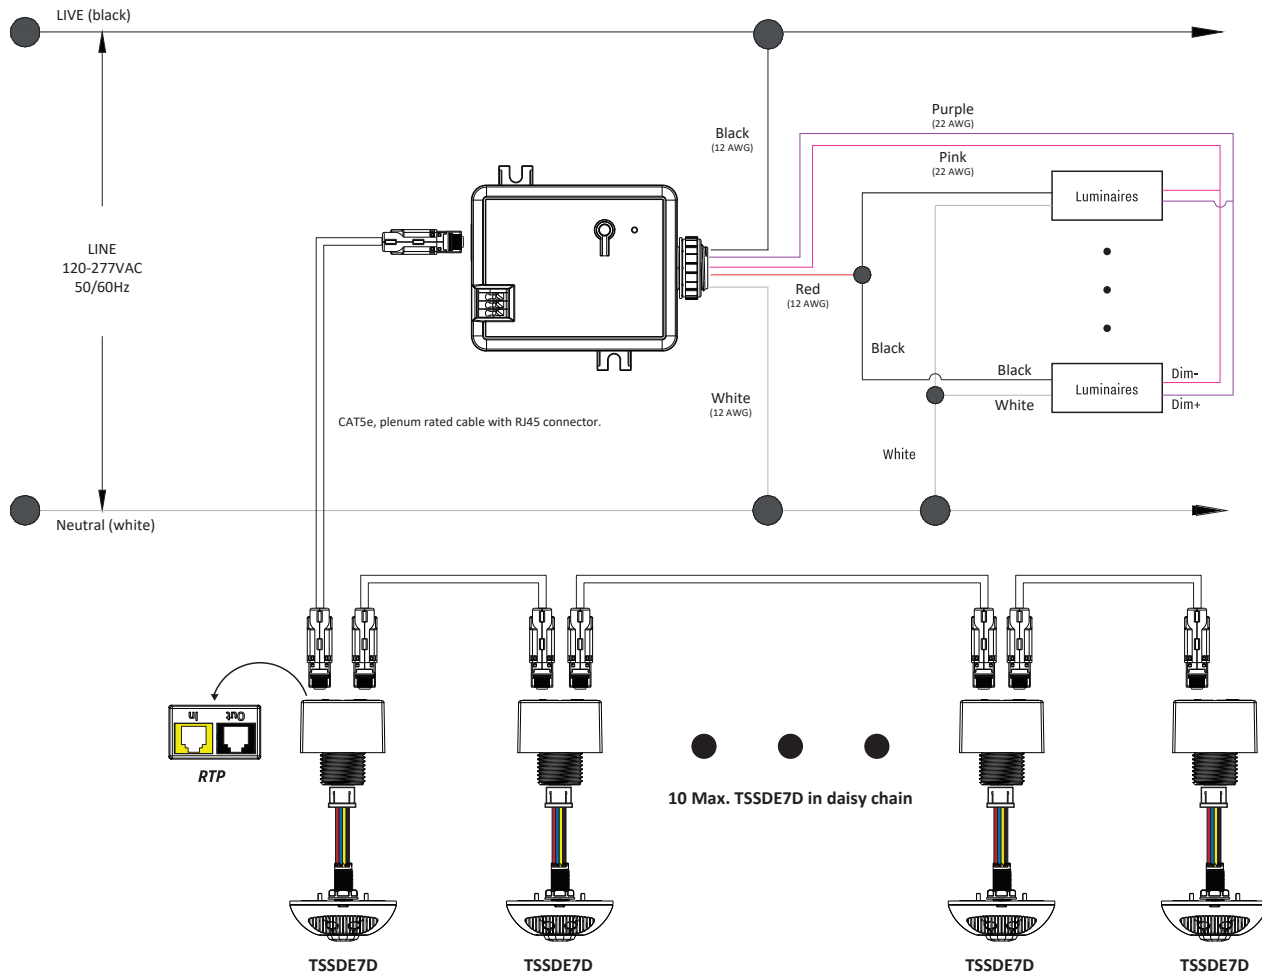 LIVE (black)
Purple
(22 AWG)
Black
(12 AWG)
Pink
(22 AWG)
Luminaires
LINE
120-277VAC
50/60Hz
Red
(12 AWG)
Black
Black
Luminaires
Dim-
White
Dim+
White
(12 AWG)
CAT5e, plenum rated cable with RJ45 connector.
White
Neutral (white)
In
Out
RTP
10 Max. TSSDE7D in daisy chain
TSSDE7D
TSSDE7D
TSSDE7D
TSSDE7D